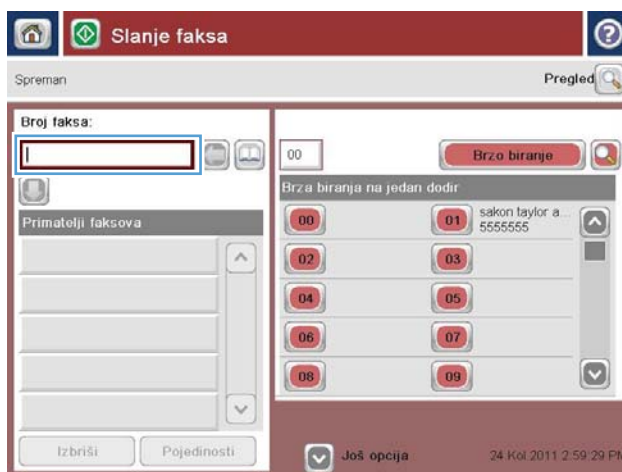 Slanje faksa
Spreman
Pregled
Broj faksa:
Primatelji faksova
Izbriši
Pojedinosti
00
Brzo biranje
Brza biranja na jedan dodir
00
01 sakon taylor a...
5555555
02
03
04
05
06
07
08
09
Još opcija
24 Kol 2011 2:59:29 PM